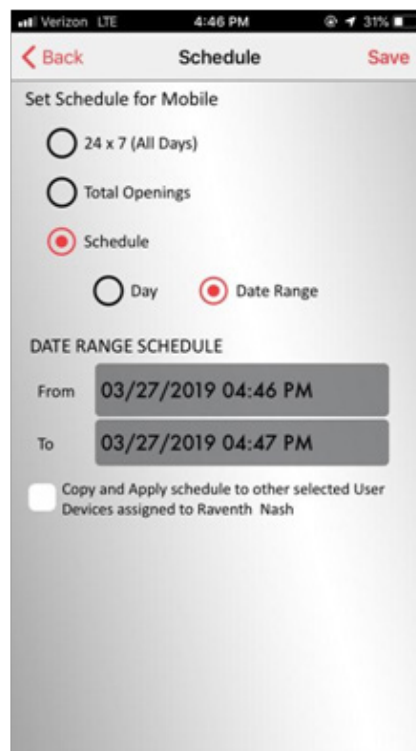 Verizon LTE 4:46 PM 31%
Back Schedule Save
Set Schedule for Mobile
24 x 7 (All Days)
Total Openings
Schedule
Day Date Range
DATE RANGE SCHEDULE
From 03/27/2019 04:46 PM
To 03/27/2019 04:47 PM
Copy and Apply schedule to other selected User
Devices assigned to Raventh Nash